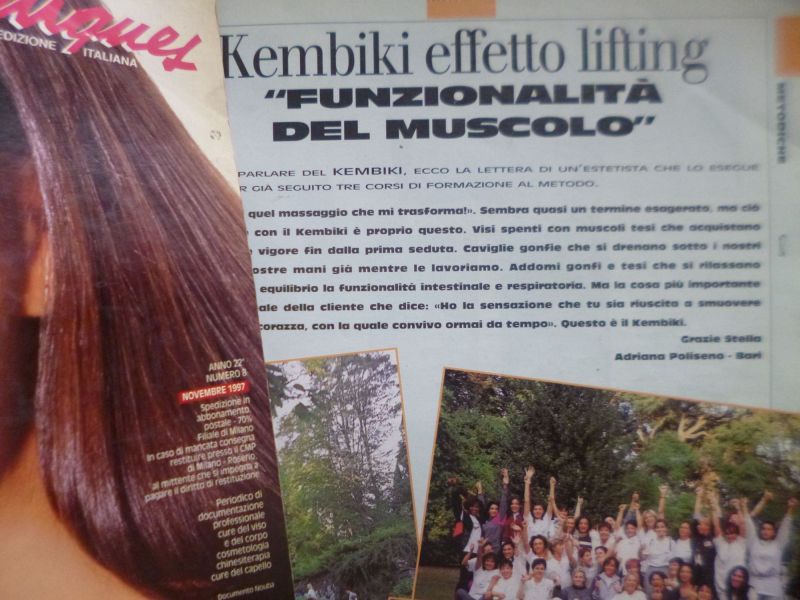 EDIZIONE
ITALIANA
Kembiki effetto lifting
"FUNZIONALITÀ
DEL MUSCOLO"
METODICHE
PARLARE DEL KEMBIKI, ECCO LA LETTERA DI UN'ESTETISTA CHE LO ESEGUE
R GIÀ SEGUITO TRE CORSI DI FORMAZIONE AL METODO.
quel massaggio che mi trasforma!». Sembra quasi un termine esagerato, ma ciò
con il Kembiki è proprio questo. Visi spenti con muscoli tesi che acquistano
vigore fin dalla prima seduta. Caviglie gonfie che si drenano sotto i nostri
ostre mani già mentre le lavoriamo. Addomi gonfi e tesi che si rilassano
equilibrio la funzionalità intestinale e respiratoria. Ma la cosa più importante
ale della cliente che dice: «Ho la sensazione che tu sia riuscita a smuovere
corazza, con la quale convivo ormai da tempo». Questo è il Kembiki.
Grazie Stella
Adriana Poliseno - Bari
ANNO 22°
NUMERO 8
NOVEMBRE 1997
Spedizione in
abbonamento
postale - 70%
Filiale di Milano
In caso di mancata consegna
restituire presso il CMP
di Milano - Roserio,
al mittente che si impegna a
pagare il diritto di restituzione
Periodico di
documentazione
professionale
cure del viso
e del corpo
cosmetologia
chinesiterapia
cure del capello